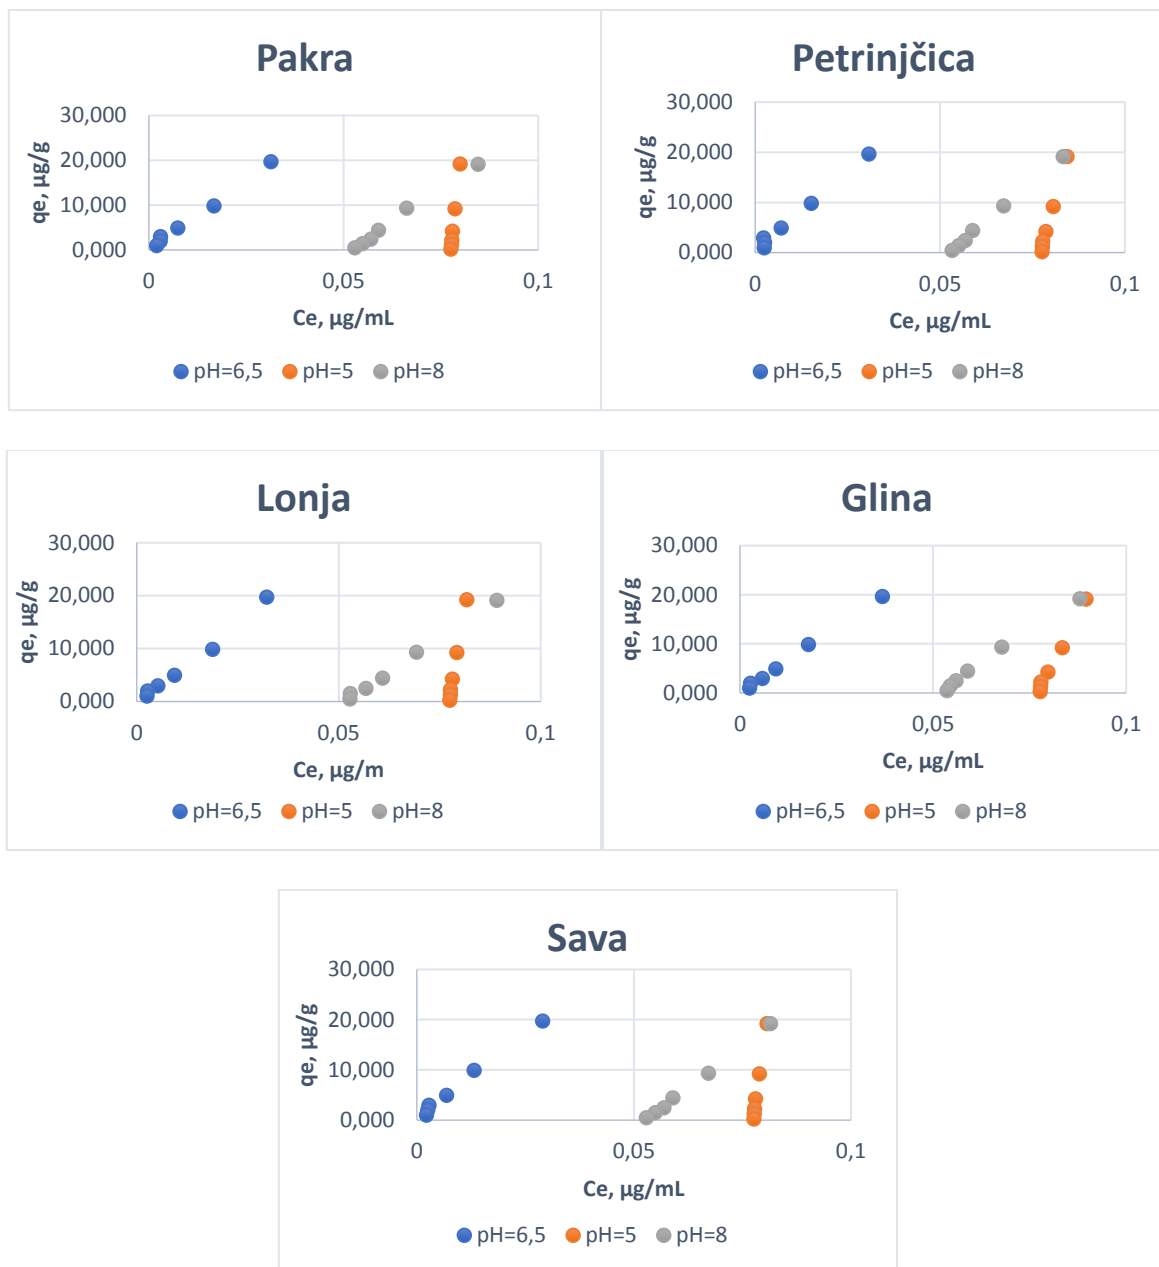 Pakra
30,000
20,000
10,000
0,000
qe, µg/g
0 0,05 0,1
Ce, µg/mL
pH=6,5 pH=5 pH=8
Petrinjčica
30,000
20,000
10,000
0,000
qe, µg/g
0 0,05 0,1
Ce, µg/mL
pH=6,5 pH=5 pH=8
Lonja
30,000
20,000
10,000
0,000
qe, µg/g
0 0,05 0,1
Ce, µg/m
pH=6,5 pH=5 pH=8
Glina
30,000
20,000
10,000
0,000
qe, µg/g
0 0,05 0,1
Ce, µg/mL
pH=6,5 pH=5 pH=8
Sava
30,000
20,000
10,000
0,000
qe, µg/g
0 0,05 0,1
Ce, µg/mL
pH=6,5 pH=5 pH=8